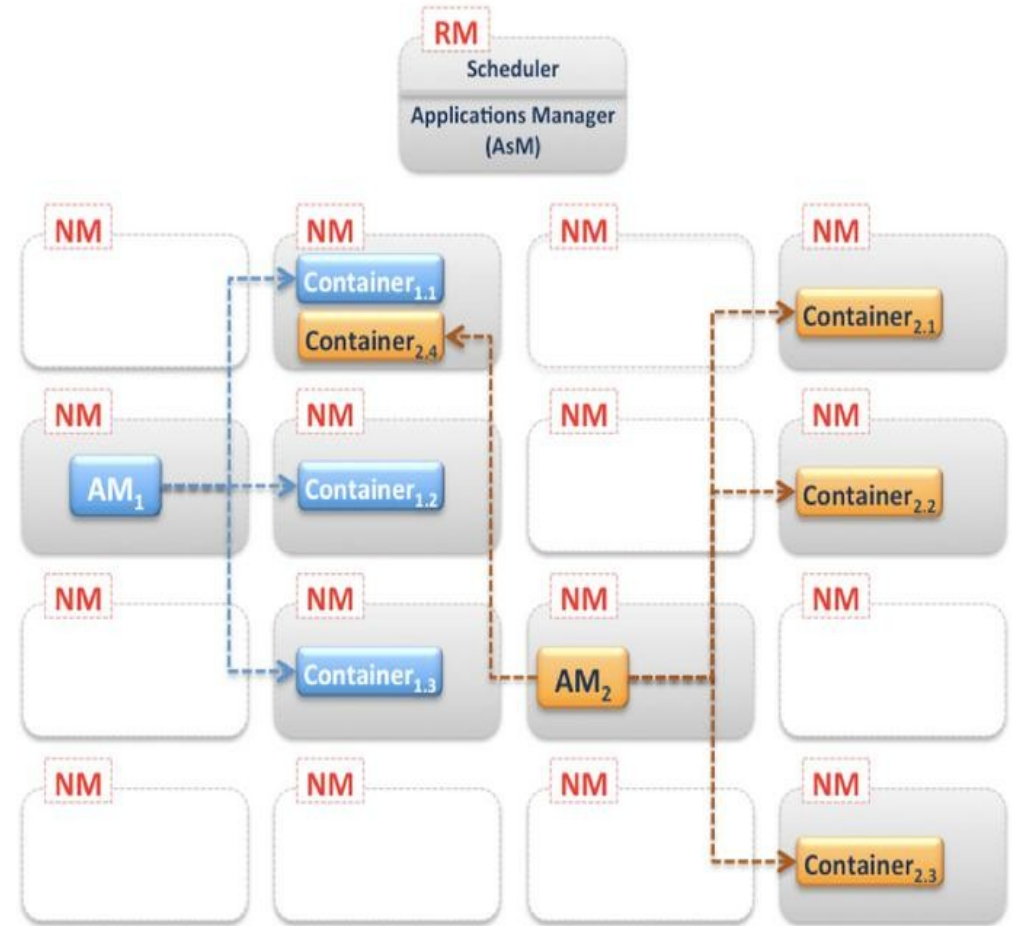 RM
Scheduler
Applications Manager
(AsM)
NM
NM
NM
NM
Container1.1
Container2.4
Container2.1
NM
NM
NM
NM
AM1
Container1.2
Container2.2
NM
NM
NM
NM
Container1.3
AM2
NM
NM
NM
NM
Container2.3